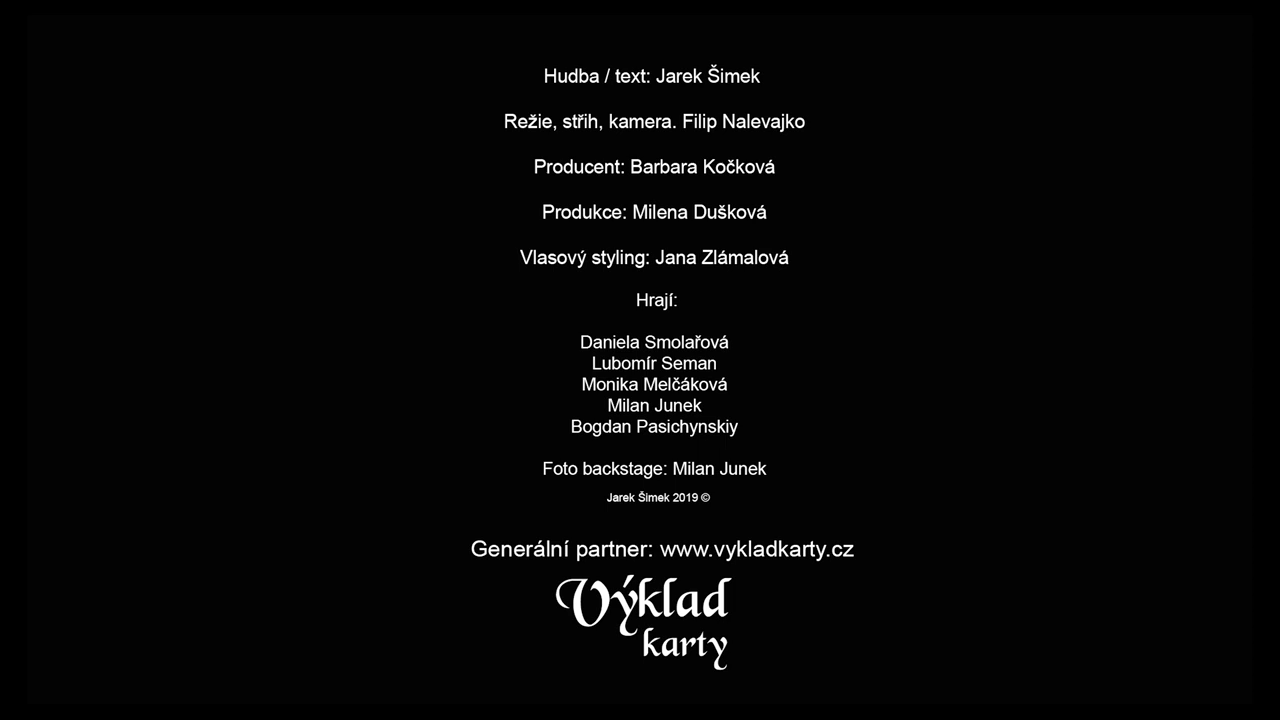 Hudba / text: Jarek Šimek
Režie, střih, kamera. Filip Nalevajko
Producent: Barbara Kočková
Produkce: Milena Dušková
Vlasový styling: Jana Zlámalová
Hrají:
Daniela Smolařová
Lubomír Seman
Monika Melčáková
Milan Junek
Bogdan Pasichynskiy
Foto backstage: Milan Junek
Jarek Šimek 2019 ©
Generální partner: www.vykladkarty.cz
Výklad
karty